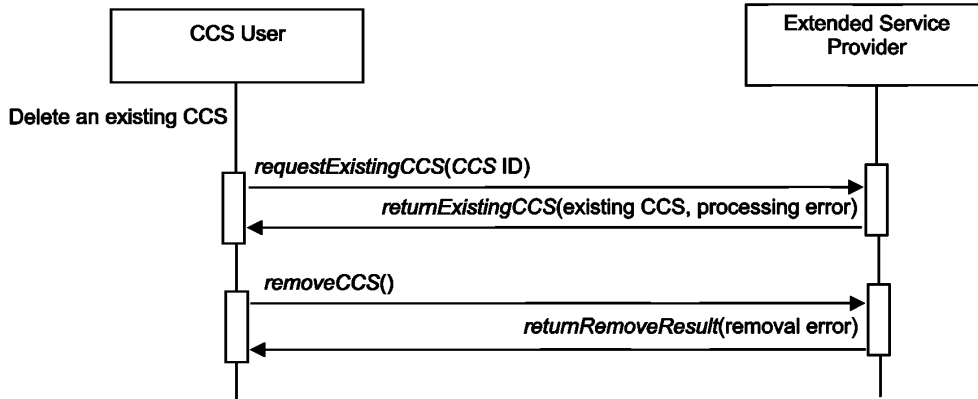 CCS User
Extended Service
Provider
Delete an existing CCS
requestExistingCCS(CCS ID)
returnExistingCCS(existing CCS, processing error)
removeCCS()
returnRemoveResult(removal error)